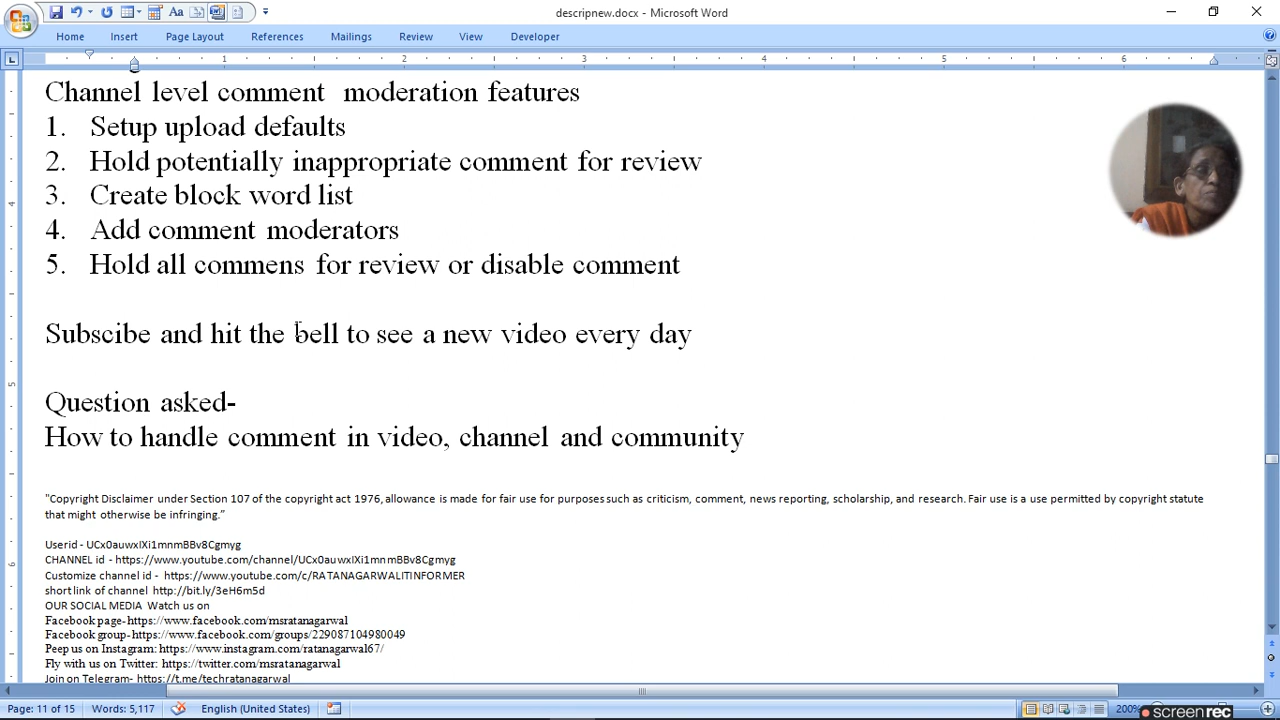 descripnew.docx - Microsoft Word
Home Insert Page Layout References Mailings Review View Developer
1 2 3 4 5 6
Channel level comment moderation features
1. Setup upload defaults
2. Hold potentially inappropriate comment for review
3. Create block word list
4. Add comment moderators
5. Hold all commens for review or disable comment
Subscibe and hit the bell to see a new video every day
Question asked-
How to handle comment in video, channel and community
"Copyright Disclaimer under Section 107 of the copyright act 1976, allowance is made for fair use for purposes such as criticism, comment, news reporting, scholarship, and research. Fair use is a use permitted by copyright statute
that might otherwise be infringing."
Userid - UCx0auwxIXi1mnmBBv8Cgmyg
CHANNEL id - https://www.youtube.com/channel/UCx0auwxIXi1mnmBBv8Cgmyg
Customize channel id - https://www.youtube.com/c/RATANAGARWALITINFORMER
short link of channel http://bit.ly/3eH6m5d
OUR SOCIAL MEDIA Watch us on
Facebook page-https://www.facebook.com/msratanagarwal
Facebook group-https://www.facebook.com/groups/229087104980049
Peep us on Instagram: https://www.instagram.com/ratanagarwal67/
Fly with us on Twitter: https://twitter.com/msratanagarwal
Join on Telegram- https://t.me/techratanagarwal
Page: 11 of 15 Words: 5,117 English (United States) 200%
screenrec